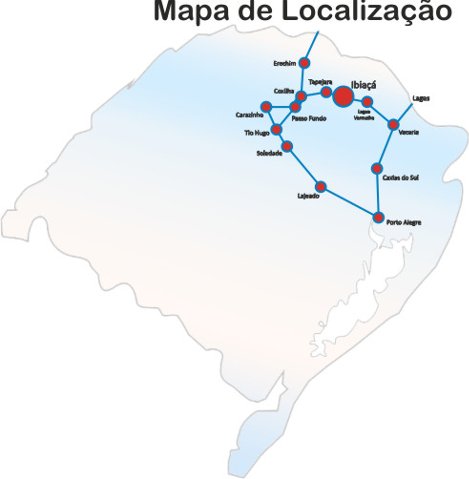 Mapa de Localização
Erechim
Tapejara
Ibiaçá
Coxilha
Lages
Carazinho
Lagoa
Vermelha
Passo Fundo
Tio Hugo
Vacaria
Soledade
Caxias do Sul
Lajeado
Porto Alegre